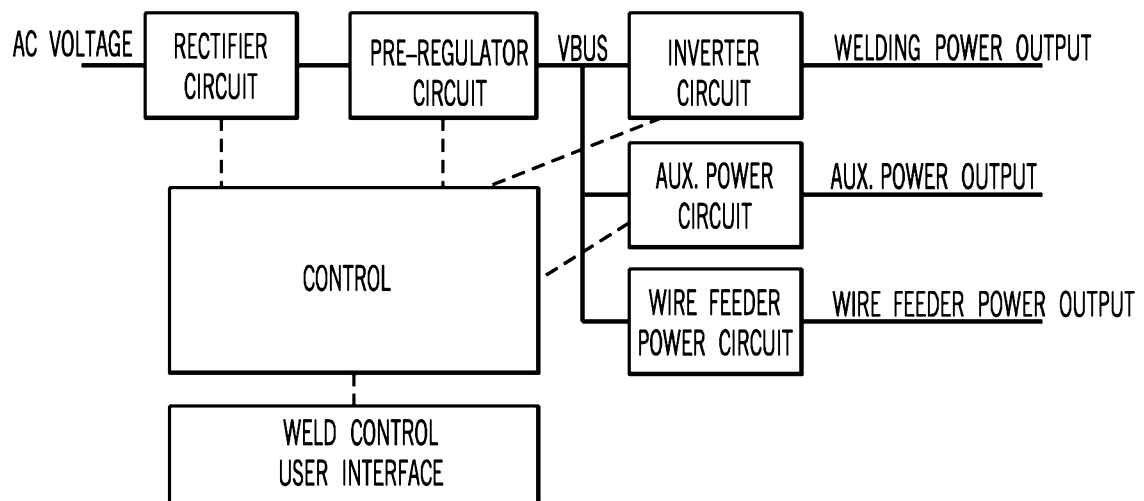 AC VOLTAGE
RECTIFIER
CIRCUIT
PRE-REGULATOR
CIRCUIT
VBUS
INVERTER
CIRCUIT
WELDING POWER OUTPUT
AUX. POWER
CIRCUIT
AUX. POWER OUTPUT
CONTROL
WIRE FEEDER
POWER CIRCUIT
WIRE FEEDER POWER OUTPUT
WELD CONTROL
USER INTERFACE